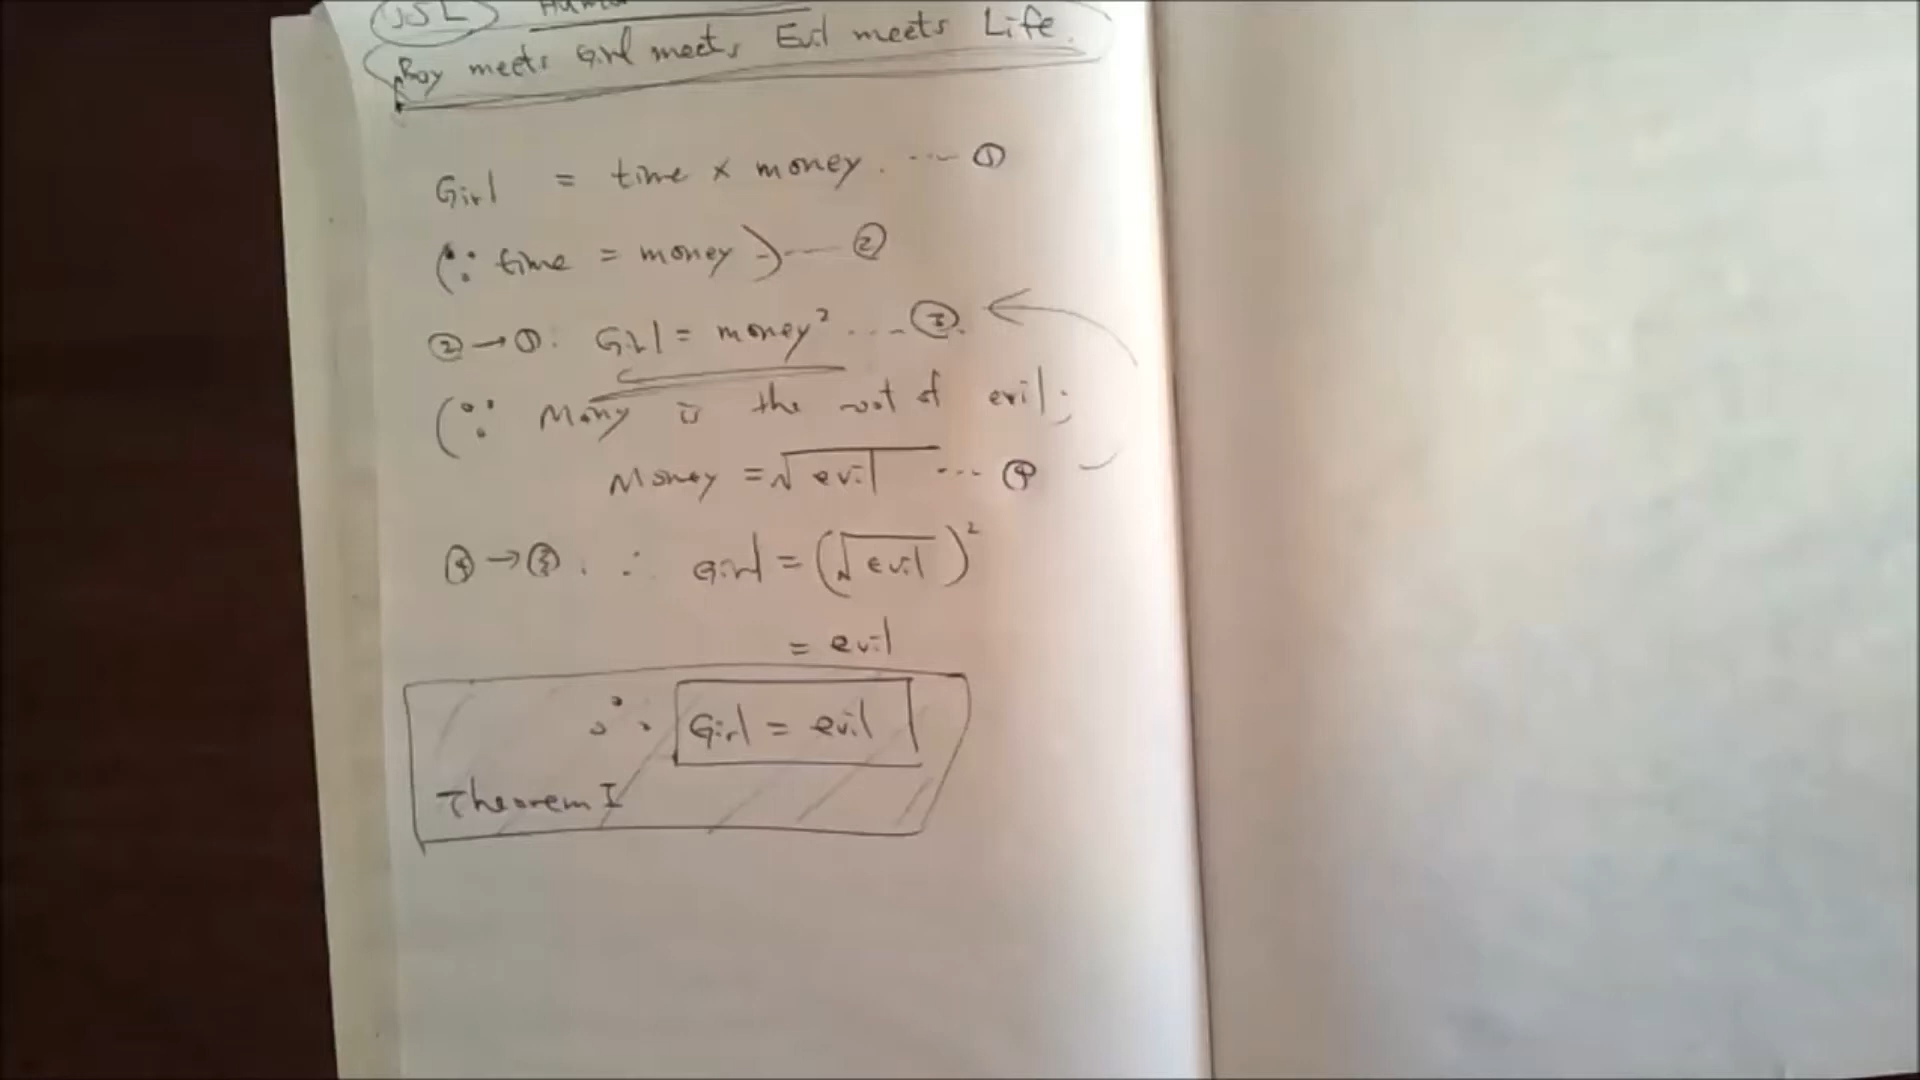 JSL
Boy meets Girl meets Evil meets Life.
Girl = time × money. ---- ①
(∵ time = money) ---- ②
② → ①: Girl = money² ---- ③.
(∵ Mony is the root of evil;
Money = √evil ---- ④
④ → ③. ∴ Girl = (√evil)²
= evil
∴ Girl = evil
Theorem I